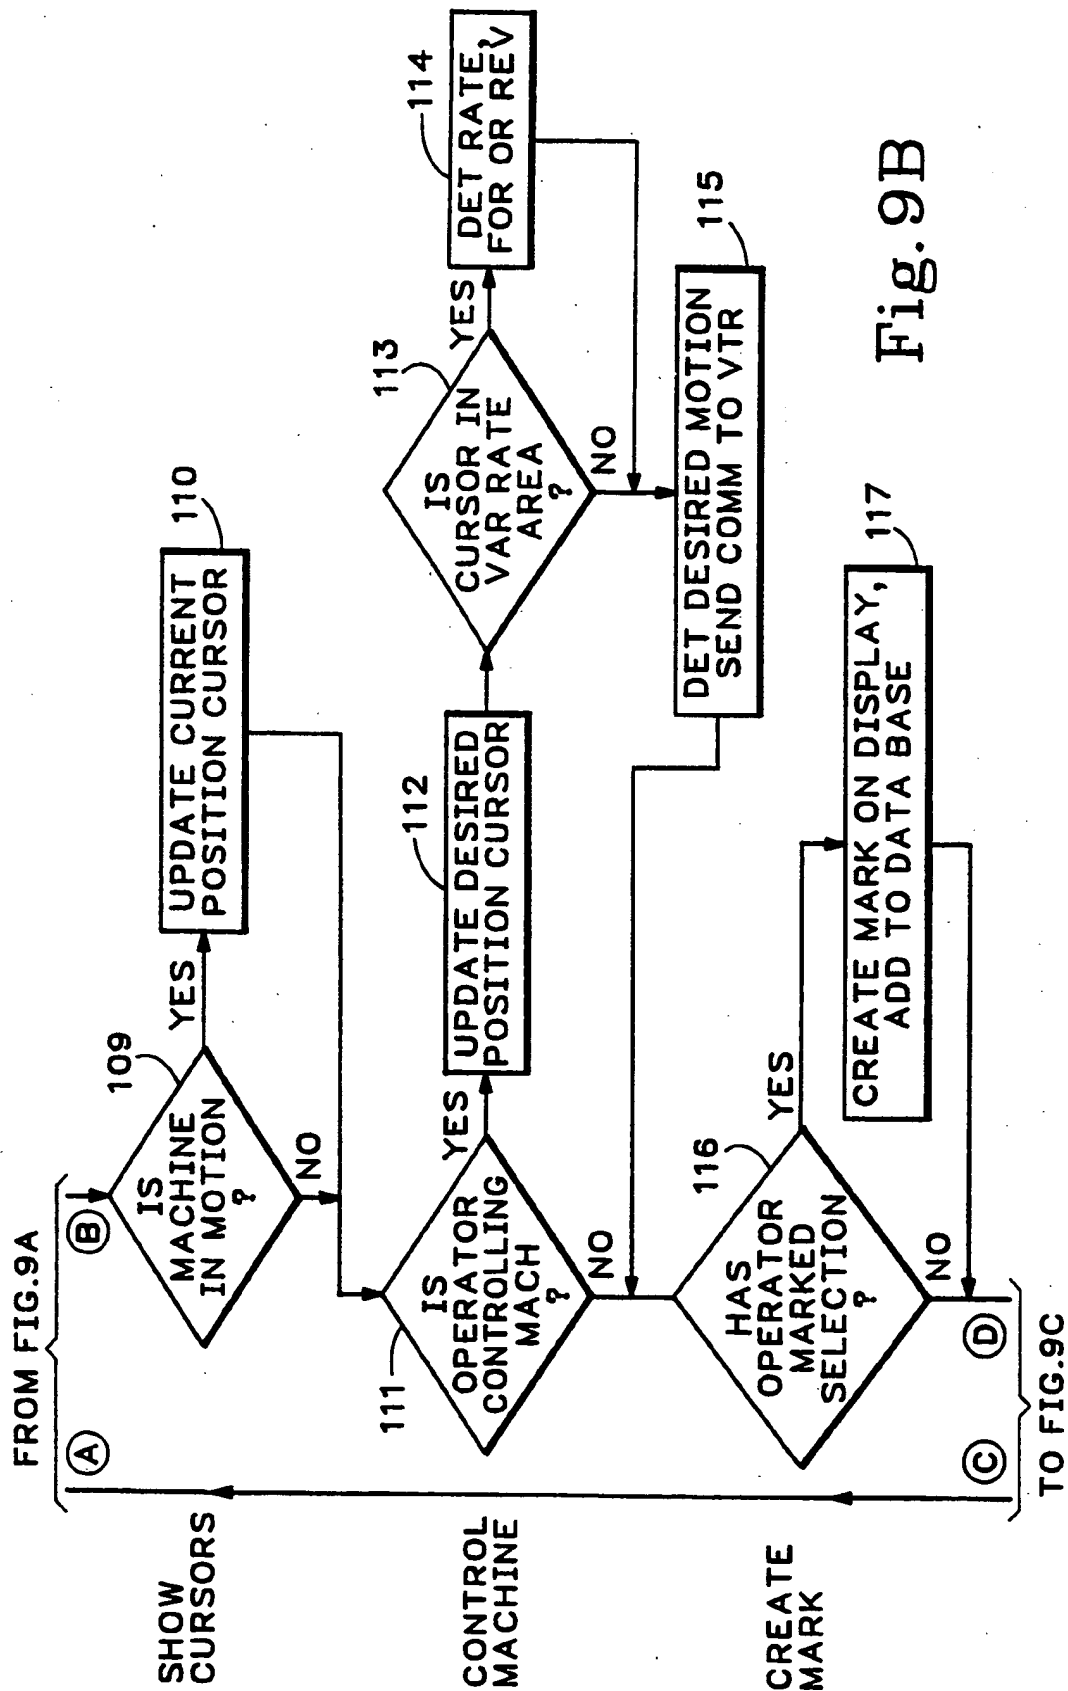 FROM FIG.9A
A
B
SHOW
CURSORS
109
IS
MACHINE
IN MOTION
?
YES
NO
110
UPDATE CURRENT
POSITION CURSOR
CONTROL
MACHINE
111
IS
OPERATOR
CONTROLLING
MACH
?
YES
NO
112
UPDATE DESIRED
POSITION CURSOR
113
IS
CURSOR IN
VAR RATE
AREA
?
YES
NO
114
DET RATE,
FOR OR REV
115
DET DESIRED MOTION
SEND COMM TO VTR
CREATE
MARK
116
HAS
OPERATOR
MARKED
SELECTION
?
YES
NO
117
CREATE MARK ON DISPLAY,
ADD TO DATA BASE
C
D
TO FIG.9C
Fig. 9B